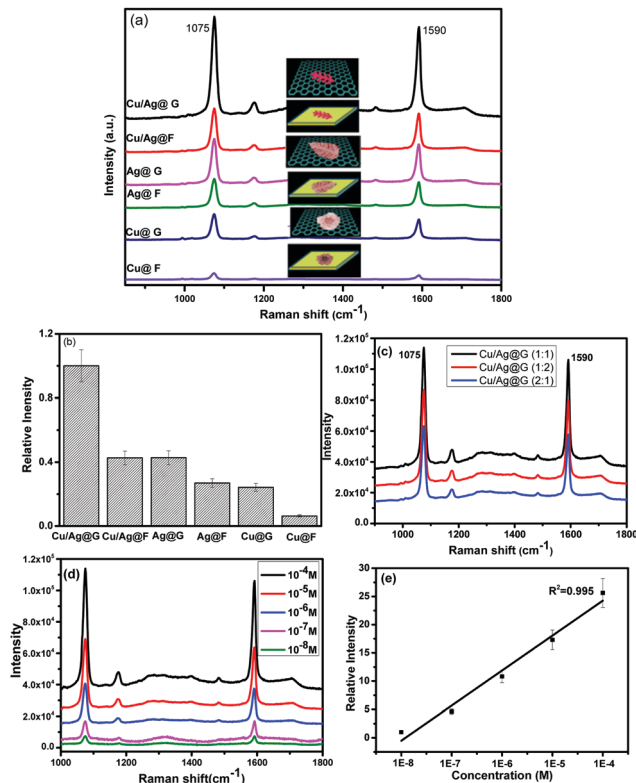 (a)
1075
1590
Cu/Ag@ G
Cu/Ag@F
Ag@ G
Ag@ F
Cu@ G
Cu@ F
Intensity (a.u.)
1000 1200 1400 1600 1800
Raman shift (cm⁻¹)
(b)
1.2
0.8
0.4
0.0
Relative Inensity
Cu/Ag@G Cu/Ag@F Ag@G Ag@F Cu@G Cu@F
(c)
1075
1590
Cu/Ag@G (1:1)
Cu/Ag@G (1:2)
Cu/Ag@G (2:1)
1.2x10⁵
1.0x10⁵
8.0x10⁴
6.0x10⁴
4.0x10⁴
2.0x10⁴
0.0
Intensity
1000 1200 1400 1600 1800
Raman shift (cm⁻¹)
(d)
10⁻⁴M
10⁻⁵M
10⁻⁶M
10⁻⁷M
10⁻⁸M
1.2x10⁵
1.0x10⁵
8.0x10⁴
6.0x10⁴
4.0x10⁴
2.0x10⁴
0.0
Intensity
1000 1200 1400 1600 1800
Raman shift(cm⁻¹)
(e)
R²=0.995
30
25
20
15
10
5
0
Relative Intensity
1E-8 1E-7 1E-6 1E-5 1E-4
Concentration (M)